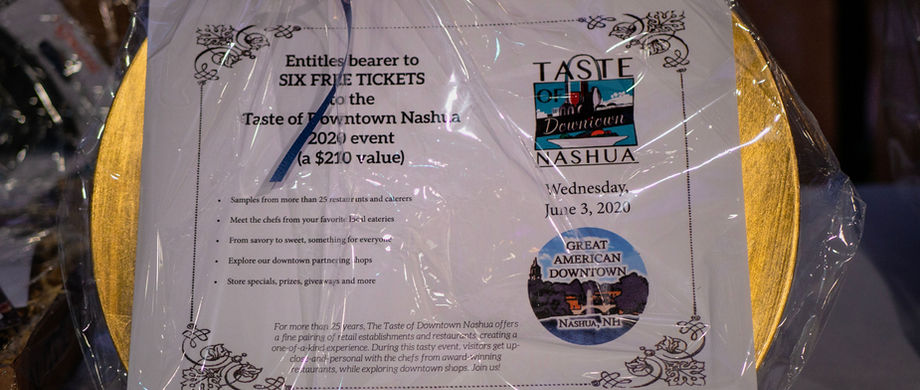 Entitles bearer to
SIX FREE TICKETS
to the
Taste of Downtown Nashua
2020 event
(a $210 value)
• Samples from more than 25 restaurants and caterers
• Meet the chefs from your favorite local eateries
• From savory to sweet, something for everyone
• Explore our downtown partnering shops
• Store specials, prizes, giveaways and more
For more than 25 years, The Taste of Downtown Nashua offers
a fine pairing of retail establishments and restaurants, creating a
one-of-a-kind experience. During this tasty event, visitors get up-
close-and-personal with the chefs from award-winning
restaurants, while exploring downtown shops. Join us!
TASTE
OF
Downtown
NASHUA
Wednesday,
June 3, 2020
GREAT
AMERICAN
DOWNTOWN
NASHUA, NH